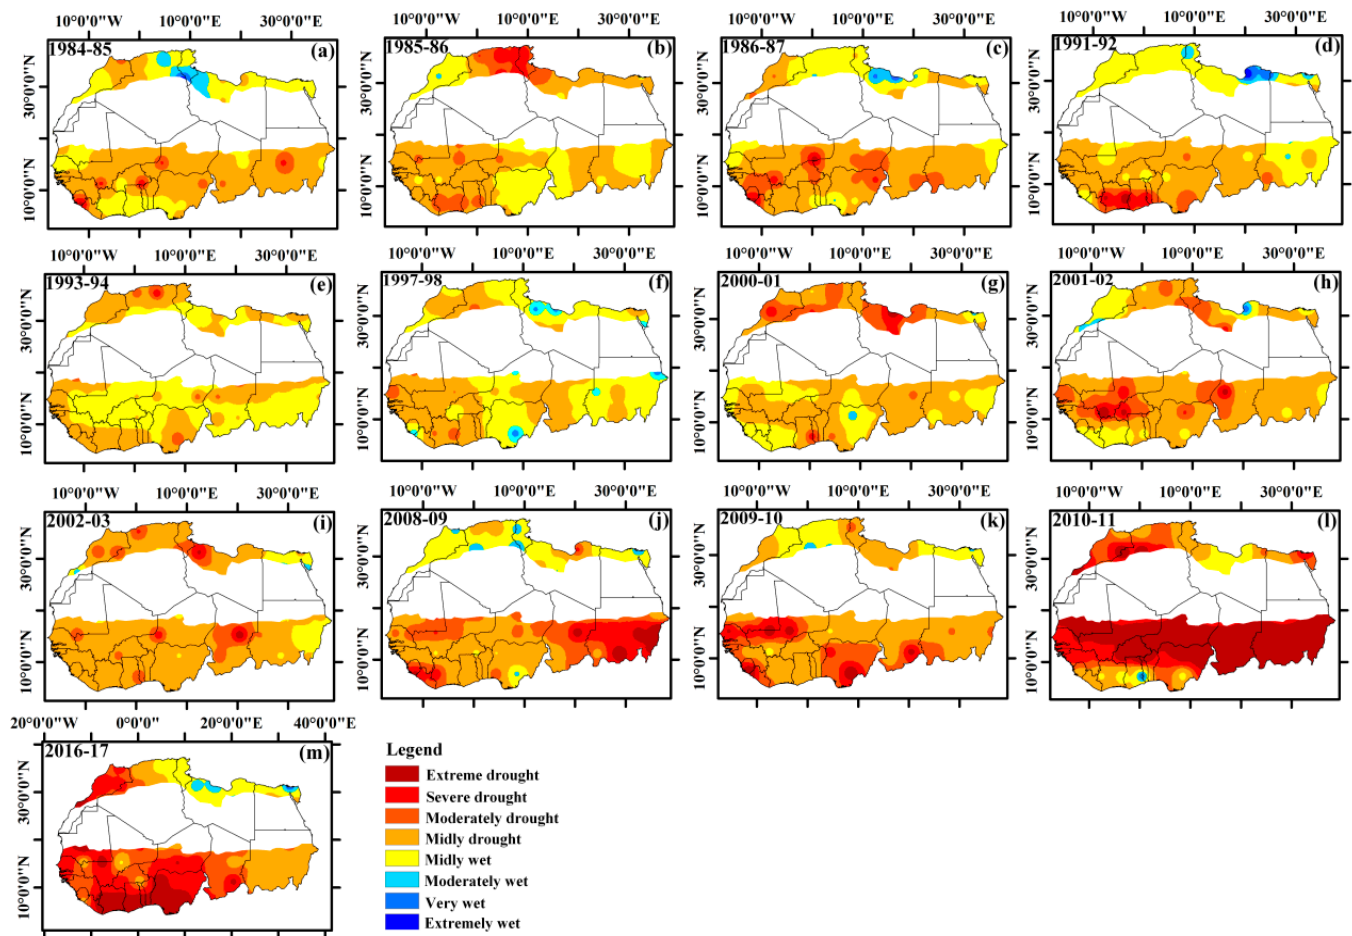 10°0'0"W 10°0'0"E 30°0'0"E
10°0'0"W 10°0'0"E 30°0'0"E
10°0'0"W 10°0'0"E 30°0'0"E
10°0'0"W 10°0'0"E 30°0'0"E
1984-85 (a)
1985-86 (b)
1986-87 (c)
1991-92 (d)
30°0'0"N
10°0'0"N
30°0'0"N
10°0'0"N
30°0'0"N
10°0'0"N
30°0'0"N
10°0'0"N
10°0'0"W 10°0'0"E 30°0'0"E
10°0'0"W 10°0'0"E 30°0'0"E
10°0'0"W 10°0'0"E 30°0'0"E
10°0'0"W 10°0'0"E 30°0'0"E
1993-94 (e)
1997-98 (f)
2000-01 (g)
2001-02 (h)
30°0'0"N
10°0'0"N
30°0'0"N
10°0'0"N
30°0'0"N
10°0'0"N
30°0'0"N
10°0'0"N
10°0'0"W 10°0'0"E 30°0'0"E
10°0'0"W 10°0'0"E 30°0'0"E
10°0'0"W 10°0'0"E 30°0'0"E
10°0'0"W 10°0'0"E 30°0'0"E
2002-03 (i)
2008-09 (j)
2009-10 (k)
2010-11 (l)
30°0'0"N
10°0'0"N
30°0'0"N
10°0'0"N
30°0'0"N
10°0'0"N
30°0'0"N
10°0'0"N
20°0'0"W 0°0'0" 20°0'0"E 40°0'0"E
2016-17 (m)
30°0'0"N
10°0'0"N
Legend
Extreme drought
Severe drought
Moderately drought
Midly drought
Midly wet
Moderately wet
Very wet
Extremely wet